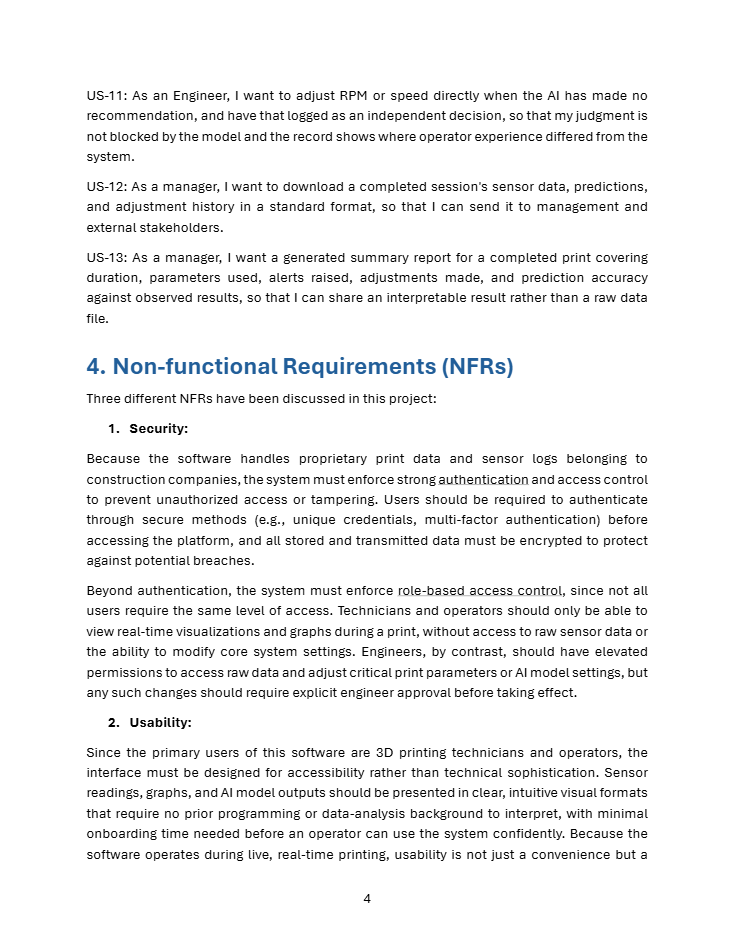 US-11: As an Engineer, I want to adjust RPM or speed directly when the AI has made no
recommendation, and have that logged as an independent decision, so that my judgment is
not blocked by the model and the record shows where operator experience differed from the
system.
US-12: As a manager, I want to download a completed session's sensor data, predictions,
and adjustment history in a standard format, so that I can send it to management and
external stakeholders.
US-13: As a manager, I want a generated summary report for a completed print covering
duration, parameters used, alerts raised, adjustments made, and prediction accuracy
against observed results, so that I can share an interpretable result rather than a raw data
file.
4. Non-functional Requirements (NFRs)
Three different NFRs have been discussed in this project:
1. Security:
Because the software handles proprietary print data and sensor logs belonging to
construction companies, the system must enforce strong authentication and access control
to prevent unauthorized access or tampering. Users should be required to authenticate
through secure methods (e.g., unique credentials, multi-factor authentication) before
accessing the platform, and all stored and transmitted data must be encrypted to protect
against potential breaches.
Beyond authentication, the system must enforce role-based access control, since not all
users require the same level of access. Technicians and operators should only be able to
view real-time visualizations and graphs during a print, without access to raw sensor data or
the ability to modify core system settings. Engineers, by contrast, should have elevated
permissions to access raw data and adjust critical print parameters or AI model settings, but
any such changes should require explicit engineer approval before taking effect.
2. Usability:
Since the primary users of this software are 3D printing technicians and operators, the
interface must be designed for accessibility rather than technical sophistication. Sensor
readings, graphs, and AI model outputs should be presented in clear, intuitive visual formats
that require no prior programming or data-analysis background to interpret, with minimal
onboarding time needed before an operator can use the system confidently. Because the
software operates during live, real-time printing, usability is not just a convenience but a
4